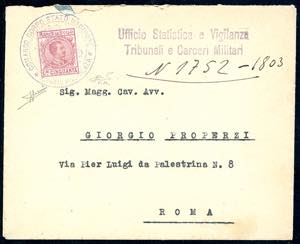 Ufficio Statistica e Vigilanza
Tribunali e Carceri Militari
N 1752-1803
CINQUANTA
Sig. Magg. Cav. Avv.
GIORGIO PROPERZI
Via Pier Luigi da Palestrina N. 8
ROMA